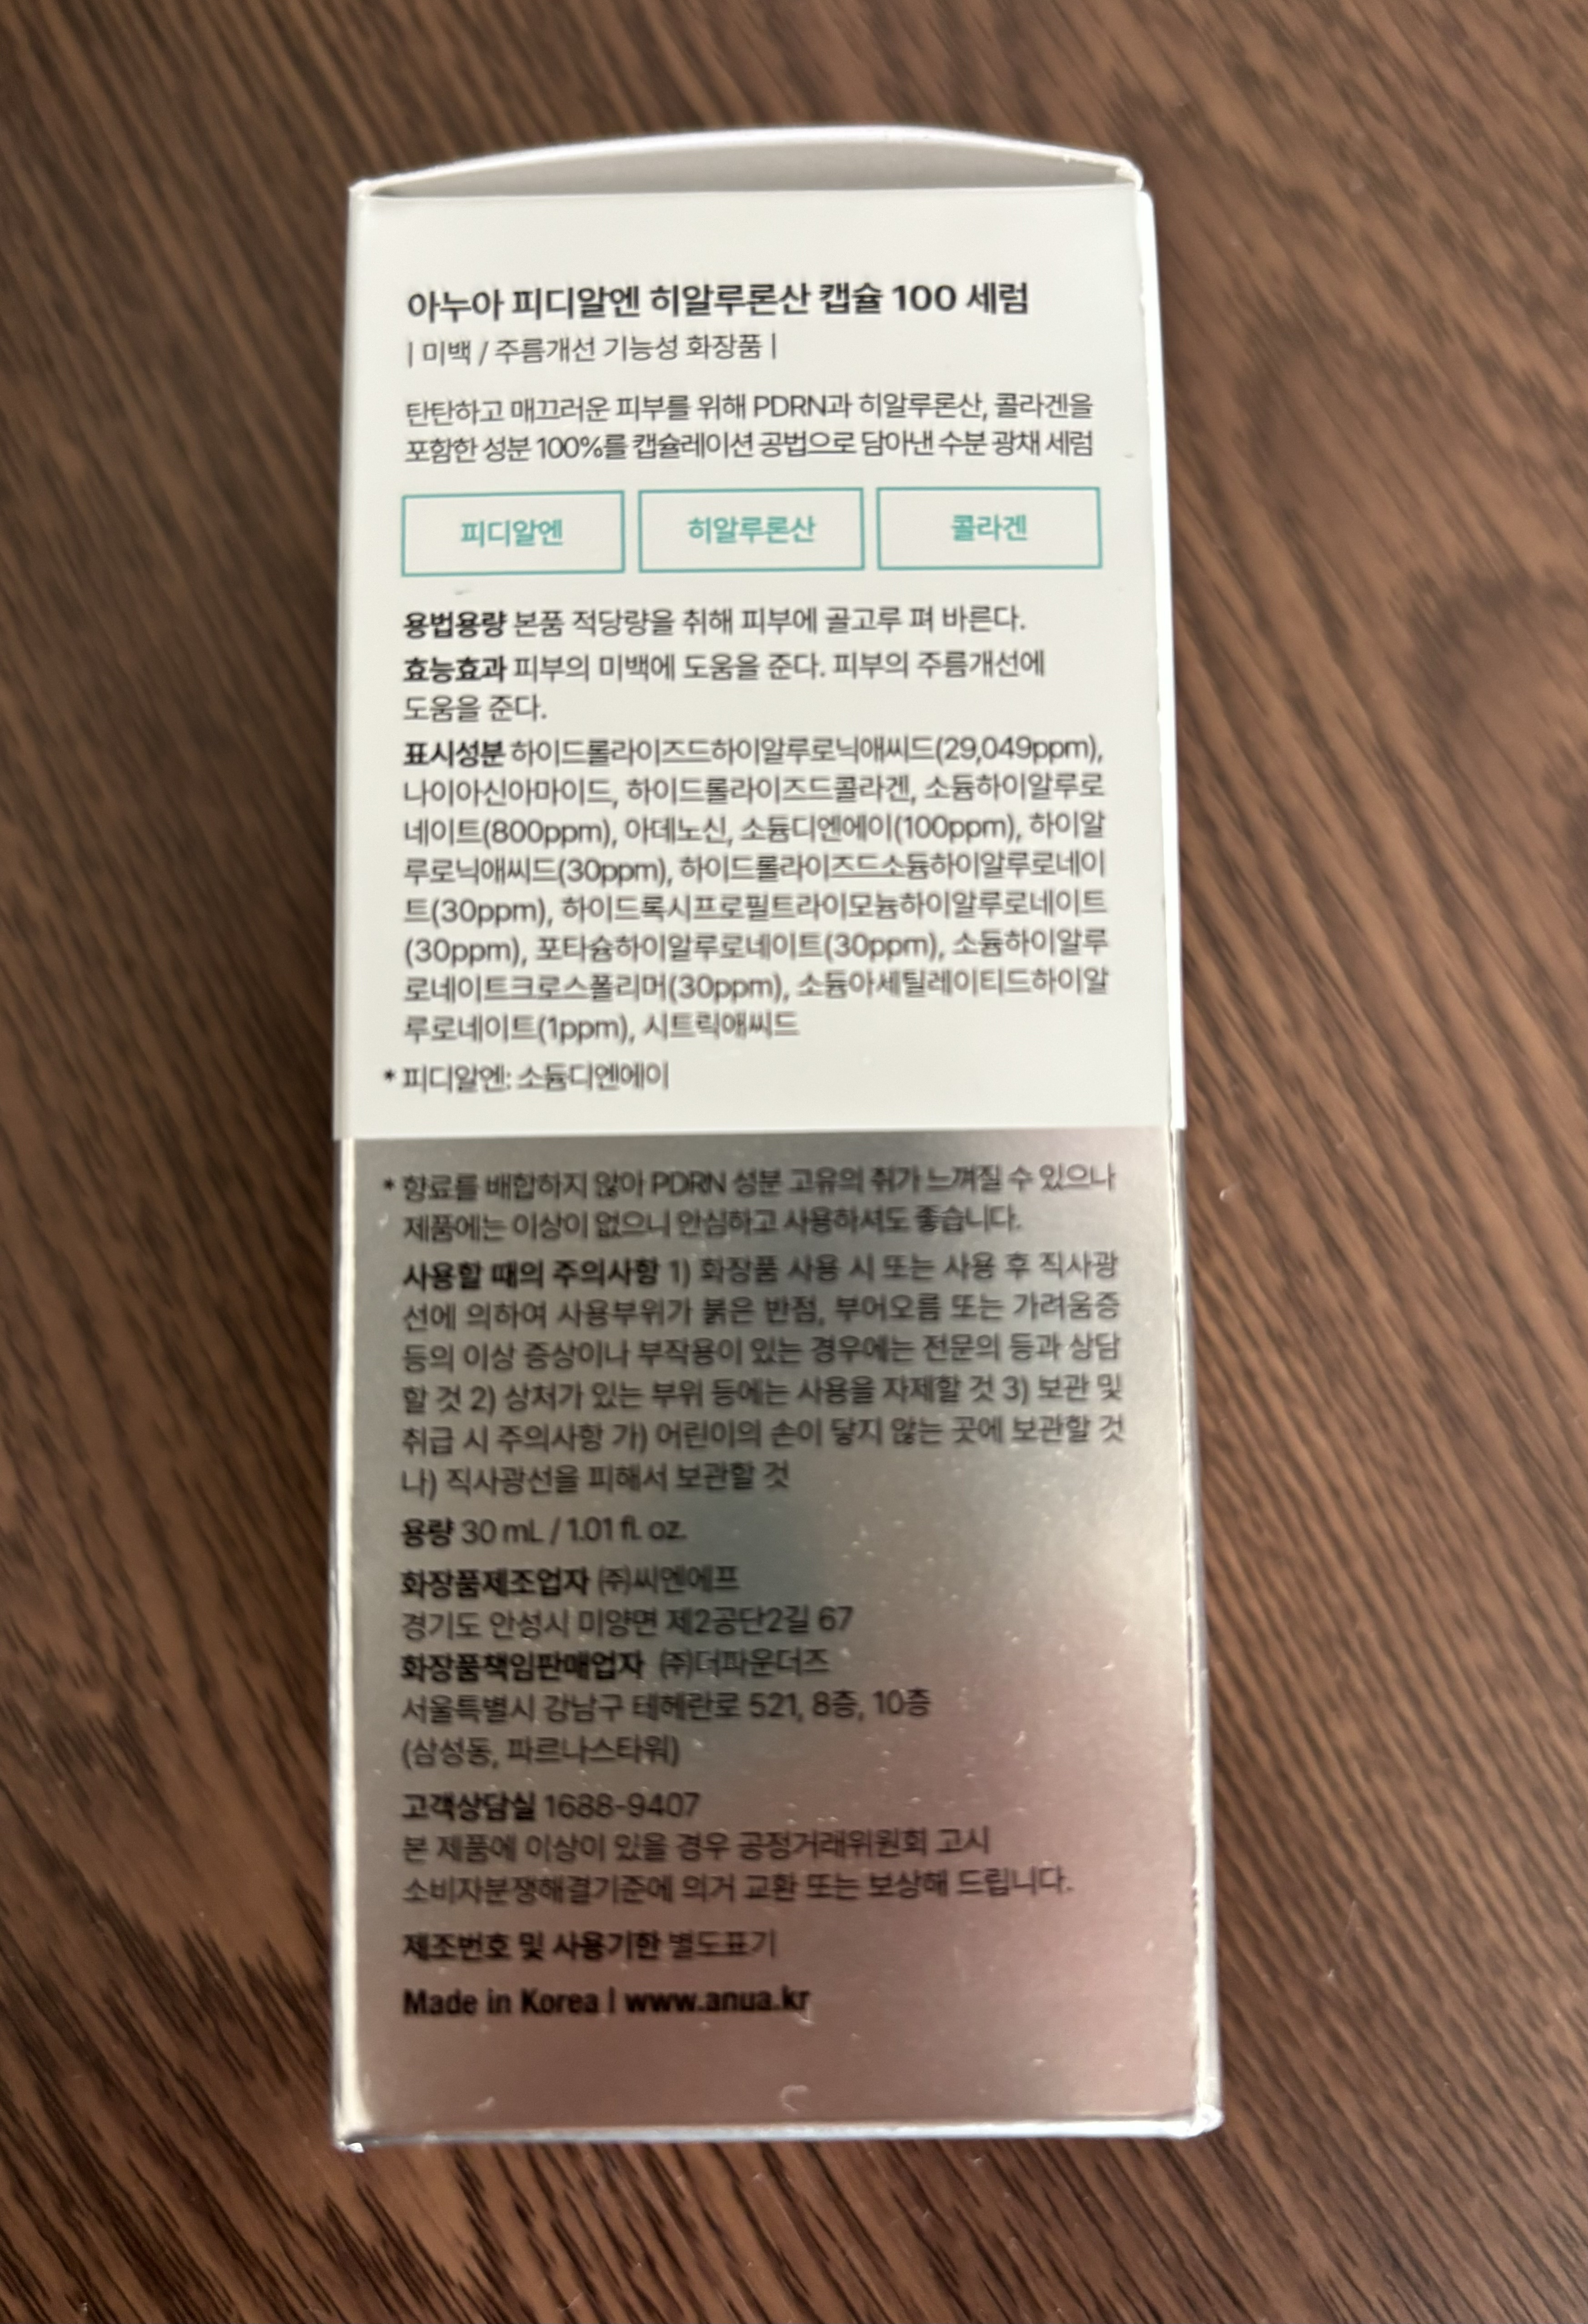 아누아 피디알엔 히알루론산 캡슐 100 세럼
| 미백 / 주름개선 기능성 화장품 |
탄탄하고 매끄러운 피부를 위해 PDRN과 히알루론산, 콜라겐을
포함한 성분 100%를 캡슐레이션 공법으로 담아낸 수분 광채 세럼
피디알엔 히알루론산 콜라겐
용법용량 본품 적당량을 취해 피부에 골고루 펴 바른다.
효능효과 피부의 미백에 도움을 준다. 피부의 주름개선에
도움을 준다.
표시성분 하이드롤라이즈드하이알루로닉애씨드(29,049ppm),
나이아신아마이드, 하이드롤라이즈드콜라겐, 소듐하이알루로
네이트(800ppm), 아데노신, 소듐디엔에이(100ppm), 하이알
루로닉애씨드(30ppm), 하이드롤라이즈드소듐하이알루로네이
트(30ppm), 하이드록시프로필트라이모늄하이알루로네이트
(30ppm), 포타슘하이알루로네이트(30ppm), 소듐하이알루
로네이트크로스폴리머(30ppm), 소듐아세틸레이티드하이알
루로네이트(1ppm), 시트릭애씨드
* 피디알엔: 소듐디엔에이
* 향료를 배합하지 않아 PDRN 성분 고유의 취가 느껴질 수 있으나
제품에는 이상이 없으니 안심하고 사용하셔도 좋습니다.
사용할 때의 주의사항 1) 화장품 사용 시 또는 사용 후 직사광
선에 의하여 사용부위가 붉은 반점, 부어오름 또는 가려움증
등의 이상 증상이나 부작용이 있는 경우에는 전문의 등과 상담
할 것 2) 상처가 있는 부위 등에는 사용을 자제할 것 3) 보관 및
취급 시 주의사항 가) 어린이의 손이 닿지 않는 곳에 보관할 것
나) 직사광선을 피해서 보관할 것
용량 30 mL / 1.01 fl. oz.
화장품제조업자 ㈜씨엔에프
경기도 안성시 미양면 제2공단2길 67
화장품책임판매업자 ㈜더파운더즈
서울특별시 강남구 테헤란로 521, 8층, 10층
(삼성동, 파르나스타워)
고객상담실 1688-9407
본 제품에 이상이 있을 경우 공정거래위원회 고시
소비자분쟁해결기준에 의거 교환 또는 보상해 드립니다.
제조번호 및 사용기한 별도표기
Made in Korea | www.anua.kr